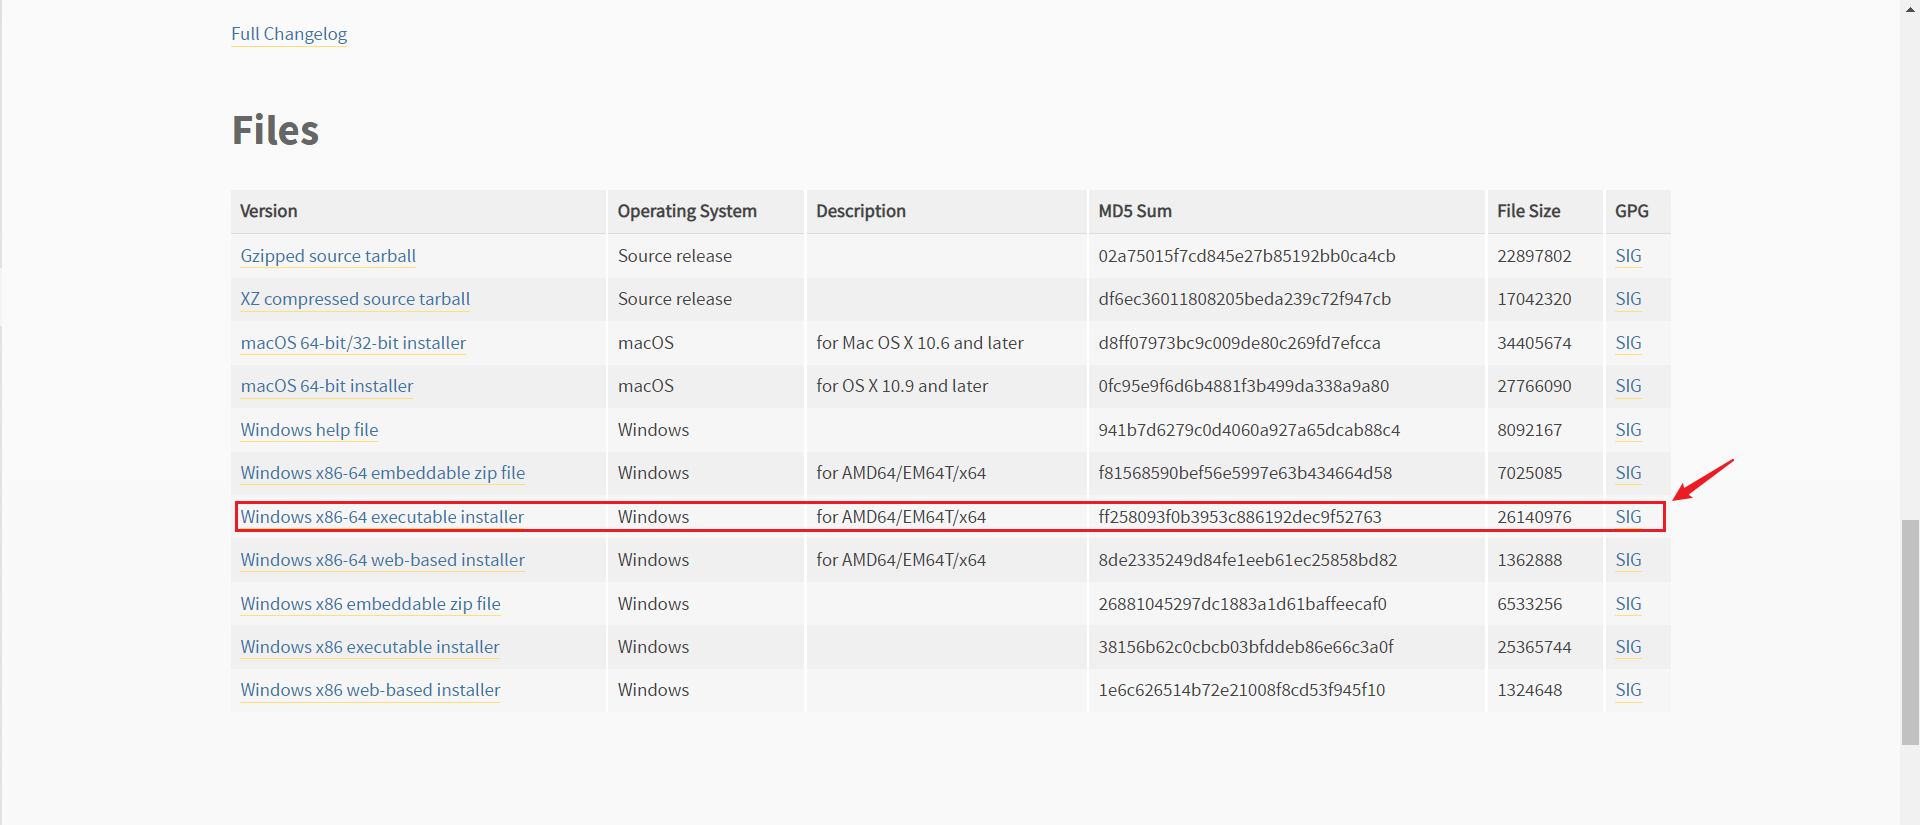 Full Changelog
Files
Version Operating System Description MD5 Sum File Size GPG
Gzipped source tarball Source release 02a75015f7cd845e27b85192bb0ca4cb 22897802 SIG
XZ compressed source tarball Source release df6ec36011808205beda239c72f947cb 17042320 SIG
macOS 64-bit/32-bit installer macOS for Mac OS X 10.6 and later d8ff07973bc9c009de80c269fd7efcca 34405674 SIG
macOS 64-bit installer macOS for OS X 10.9 and later 0fc95e9f6d6b4881f3b499da338a9a80 27766090 SIG
Windows help file Windows 941b7d6279c0d4060a927a65dcab88c4 8092167 SIG
Windows x86-64 embeddable zip file Windows for AMD64/EM64T/x64 f81568590bef56e5997e63b434664d58 7025085 SIG
Windows x86-64 executable installer Windows for AMD64/EM64T/x64 ff258093f0b3953c886192dec9f52763 26140976 SIG
Windows x86-64 web-based installer Windows for AMD64/EM64T/x64 8de2335249d84fe1eeb61ec25858bd82 1362888 SIG
Windows x86 embeddable zip file Windows 26881045297dc1883a1d61baffeecaf0 6533256 SIG
Windows x86 executable installer Windows 38156b62c0cbcb03bfddeb86e66c3a0f 25365744 SIG
Windows x86 web-based installer Windows 1e6c626514b72e21008f8cd53f945f10 1324648 SIG